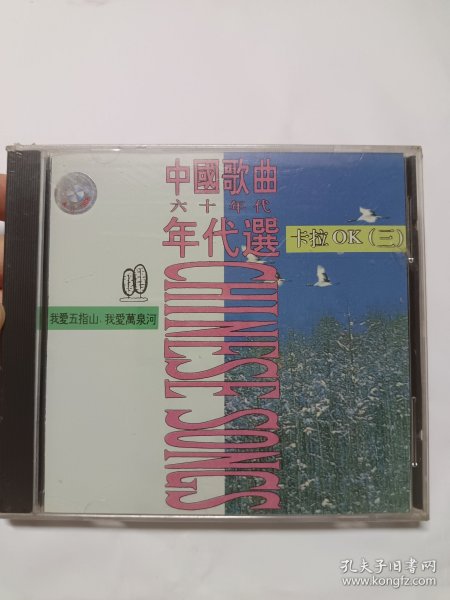 中國歌曲
六十年代
年代選
卡拉OK(三)
CHINESE SONGS
我愛五指山.我愛萬泉河
孔夫子旧书网
www.kongfz.com